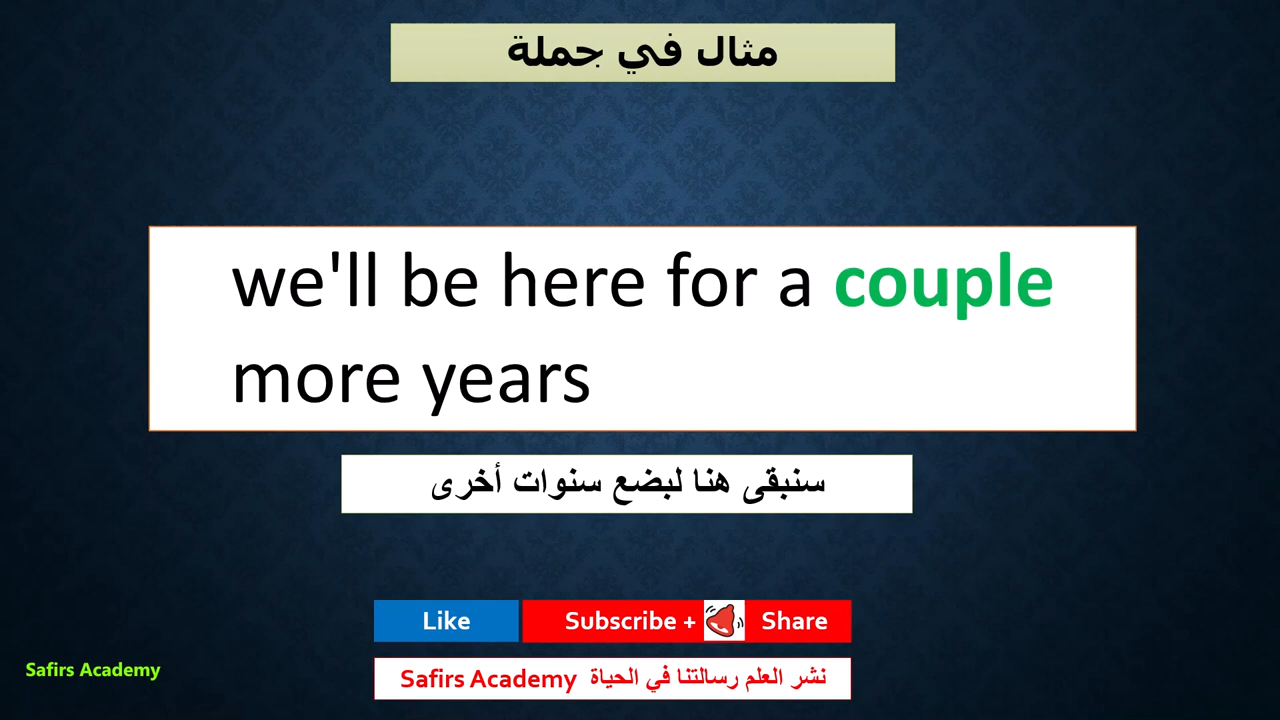 مثال في جملة
we'll be here for a couple
more years
سنبقى هنا لبضع سنوات أخرى
Like Subscribe + Share
Safirs Academy
Safirs Academy نشر العلم رسالتنا في الحياة